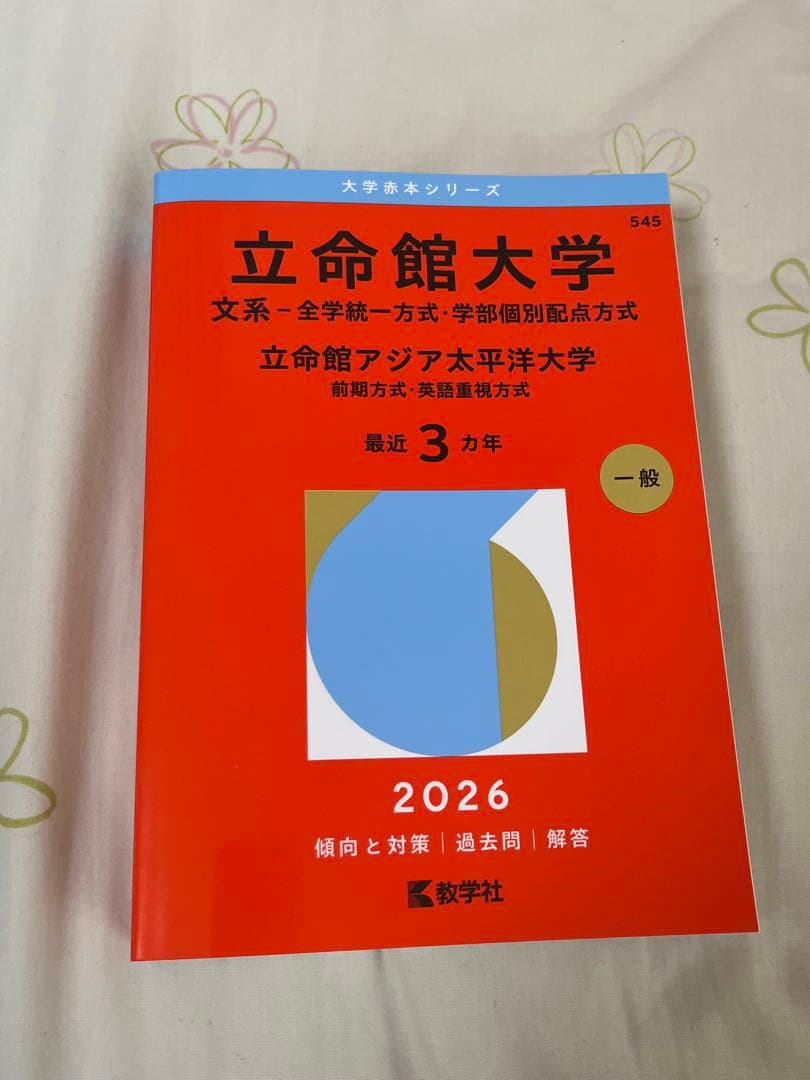 大学赤本シリーズ
545
立命館大学
文系－全学統一方式・学部個別配点方式
立命館アジア太平洋大学
前期方式・英語重視方式
最近3カ年
一般
2026
傾向と対策｜過去問｜解答
教学社